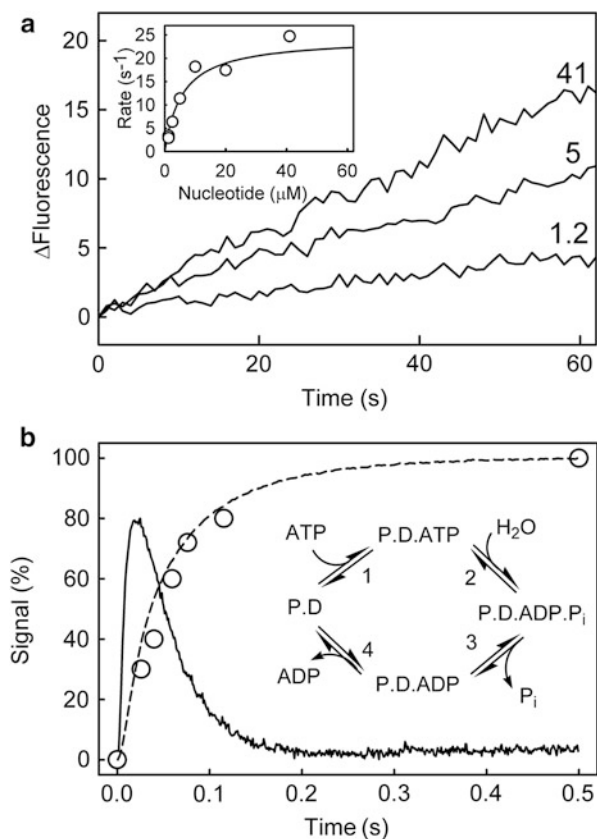 a
20
15
10
5
0
ΔFluorescence
0
20
40
60
Time (s)
41
5
1.2
25
20
15
10
5
0
Rate (s⁻¹)
0
20
40
60
Nucleotide (μM)
b
100
80
60
40
20
0
Signal (%)
0.0
0.1
0.2
0.3
0.4
0.5
Time (s)
ATP
P.D.ATP
H₂O
1
2
P.D
P.D.ADP.Pᵢ
4
3
ADP
P.D.ADP
Pᵢ